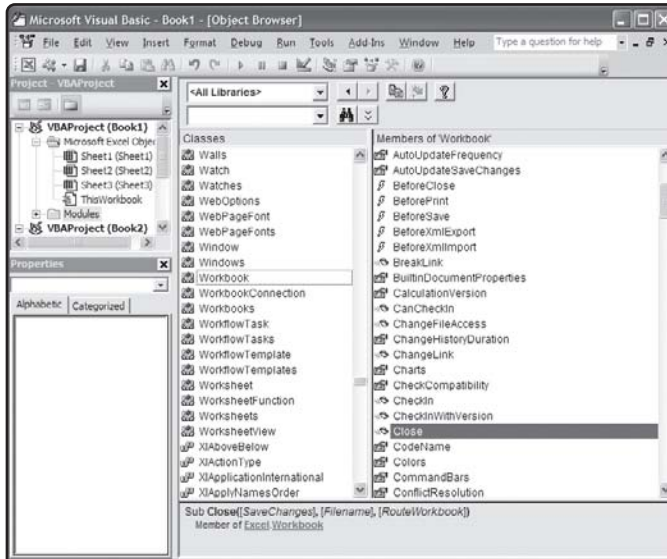 Microsoft Visual Basic - Book1 - [Object Browser]
File Edit View Insert Format Debug Run Tools Add-Ins Window Help Type a question for help
Project - VBAProject
VBAProject (Book1)
Microsoft Excel Objec
Sheet1 (Sheet1)
Sheet2 (Sheet2)
Sheet3 (Sheet3)
ThisWorkbook
Modules
VBAProject (Book2)
Properties
Alphabetic Categorized
<All Libraries>
Classes
Walls
Watch
Watches
WebOptions
WebPageFont
WebPageFonts
Window
Windows
Workbook
WorkbookConnection
Workbooks
WorkflowTask
WorkflowTasks
WorkflowTemplate
WorkflowTemplates
Worksheet
WorksheetFunction
Worksheets
WorksheetView
XlAboveBelow
XlActionType
XlApplicationInternational
XlApplyNamesOrder
Members of 'Workbook'
AutoUpdateFrequency
AutoUpdateSaveChanges
BeforeClose
BeforePrint
BeforeSave
BeforeXmlExport
BeforeXmlImport
BreakLink
BuiltinDocumentProperties
CalculationVersion
CanCheckIn
ChangeFileAccess
ChangeHistoryDuration
ChangeLink
Charts
CheckCompatibility
CheckIn
CheckInWithVersion
Close
CodeName
Colors
CommandBars
ConflictResolution
Sub Close([SaveChanges], [Filename], [RouteWorkbook])
Member of Excel.Workbook